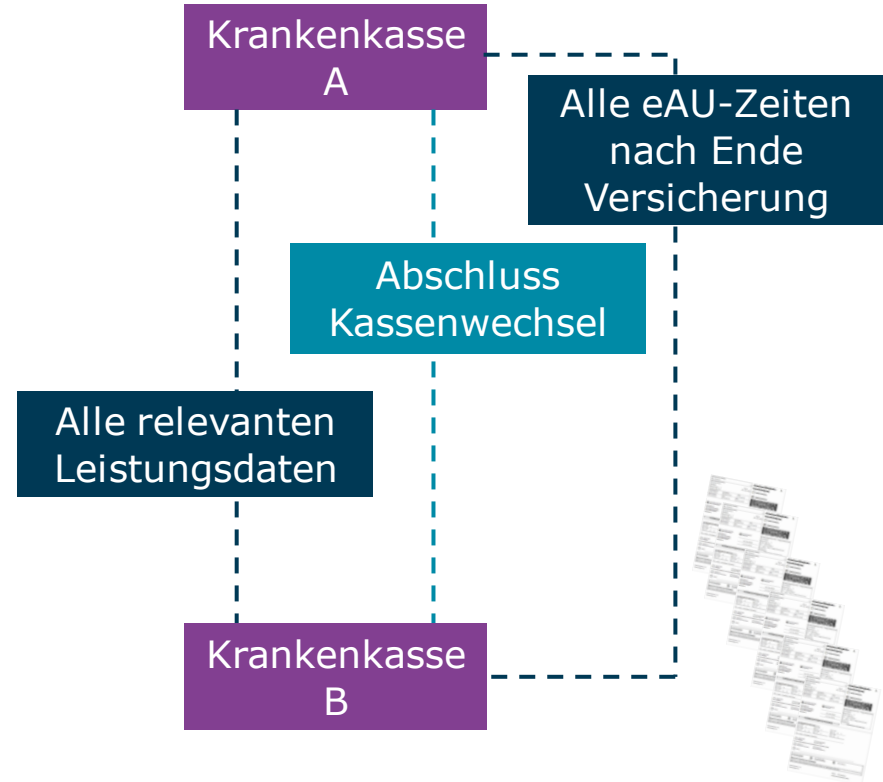 Krankenkasse
A
Alle eAU-Zeiten
nach Ende
Versicherung
Abschluss
Kassenwechsel
Alle relevanten
Leistungsdaten
Krankenkasse
B